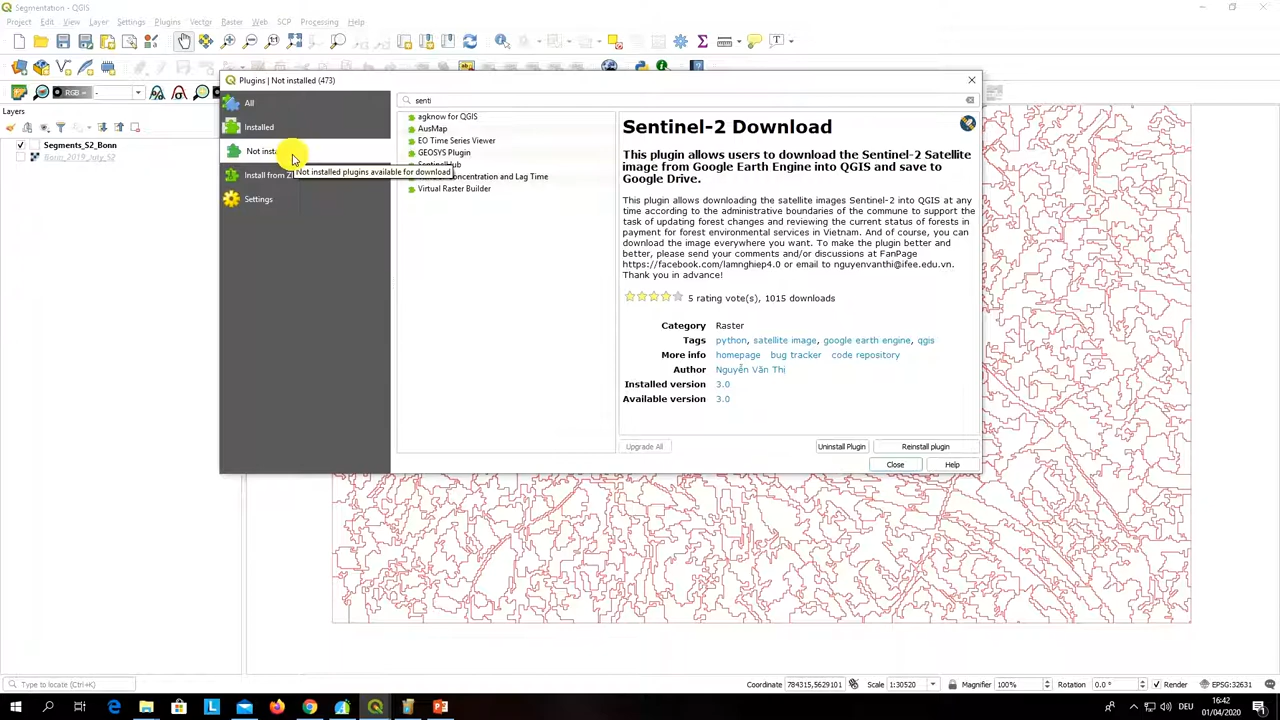 Segmentation - QGIS
Project Edit View Layer Settings Plugins Vector Raster Web SCP Processing Help
RGB = -
Plugins | Not installed (473)
All
Installed
Not insta
Install from ZI
Settings
Not installed plugins available for download
senti
agknow for QGIS
AusMap
EO Time Series Viewer
GEOSYS Plugin
Concentration and Lag Time
Virtual Raster Builder
Sentinel-2 Download
This plugin allows users to download the Sentinel-2 Satellite
image from Google Earth Engine into QGIS and save to
Google Drive.
This plugin allows downloading the satellite images Sentinel-2 into QGIS at any
time according to the administrative boundaries of the commune to support the
task of updating forest changes and reviewing the current status of forests in
payment for forest environmental services in Vietnam. And of course, you can
download the image everywhere you want. To make the plugin better and
better, please send your comments and/or discussions at FanPage
https://facebook.com/lamnghiep4.0 or email to nguyenvanthi@ifee.edu.vn.
Thank you in advance!
5 rating vote(s), 1015 downloads
Category Raster
Tags python, satellite image, google earth engine, qgis
More info homepage bug tracker code repository
Author Nguyễn Văn Thị
Installed version 3.0
Available version 3.0
Upgrade All
Uninstall Plugin
Reinstall plugin
Close
Help
Layers
Segments_S2_Bonn
Bonn_2019_July_S2
Type to locate (Ctrl+K)
Coordinate 784315,5629101
Scale 1:30520
Magnifier 100%
Rotation 0.0 °
Render
EPSG:32631
DEU
16:42
01/04/2020